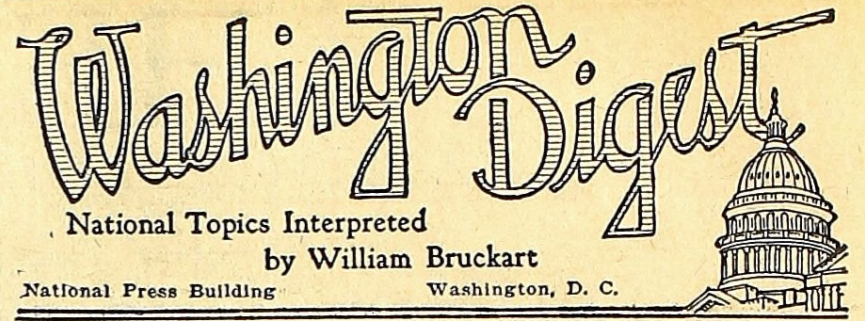 Washington Digest
National Topics Interpreted
by William Bruckart
National Press Building Washington, D. C.